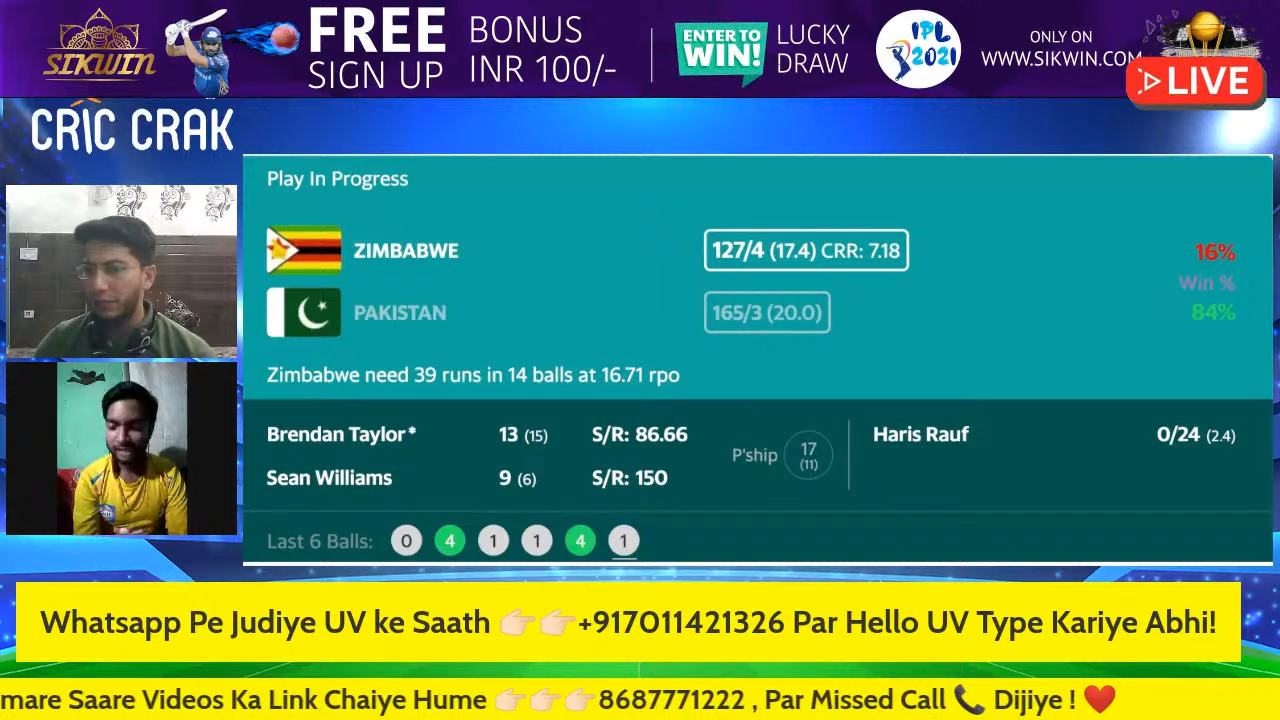 SIKWIN
FREE
SIGN UP
BONUS
INR 100/-
ENTER TO
WIN!
LUCKY
DRAW
IPL
2021
ONLY ON
WWW.SIKWIN.COM
LIVE
CRIC CRAK
Play In Progress
ZIMBABWE 127/4 (17.4) CRR: 7.18 16%
Win %
PAKISTAN 165/3 (20.0) 84%
Zimbabwe need 39 runs in 14 balls at 16.71 rpo
Brendan Taylor* 13 (15) S/R: 86.66
Sean Williams 9 (6) S/R: 150
P'ship 17 (11)
Haris Rauf 0/24 (2.4)
Last 6 Balls: 0 4 1 1 4 1
Whatsapp Pe Judiye UV ke Saath 👉🏻👉🏻+917011421326 Par Hello UV Type Kariye Abhi!
mare Saare Videos Ka Link Chaiye Hume 👉🏻👉🏻👉🏻8687771222 , Par Missed Call 📞 Dijiye ! ❤️